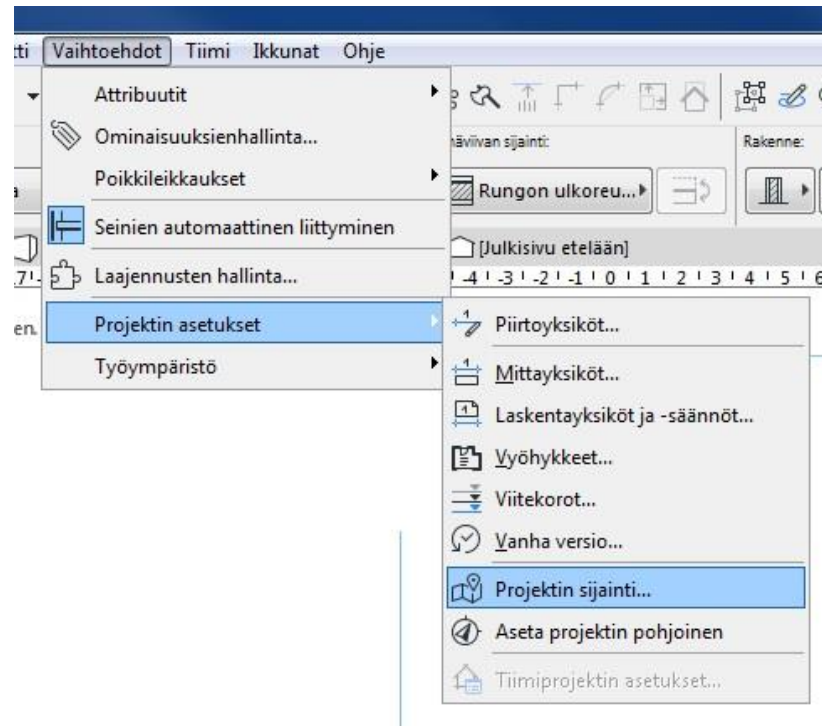 Vaihtoehdot Tiimi Ikkunat Ohje
Attribuutit
Ominaisuuksienhallinta...
Poikkileikkaukset
Seinien automaattinen liittyminen
Laajennusten hallinta...
Projektin asetukset
Työympäristö
sijainti:
Rakenne:
Rungon ulkoreu...
[Julkisivu etelään]
-4 -3 -2 -1 0 1 2 3 4 5 6
Piirtoyksiköt...
Mittayksiköt...
Laskentayksiköt ja -säännöt...
Vyöhykkeet...
Viitekorot...
Vanha versio...
Projektin sijainti...
Aseta projektin pohjoinen
Tiimiprojektin asetukset...